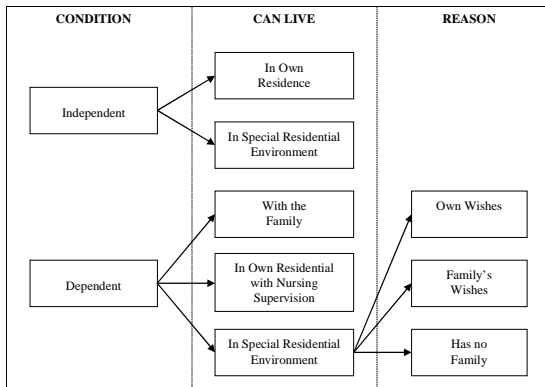 CONDITION
CAN LIVE
REASON
Independent
In Own
Residence
In Special Residential
Environment
Dependent
With the
Family
In Own Residential
with Nursing
Supervision
In Special Residential
Environment
Own Wishes
Family's
Wishes
Has no
Family